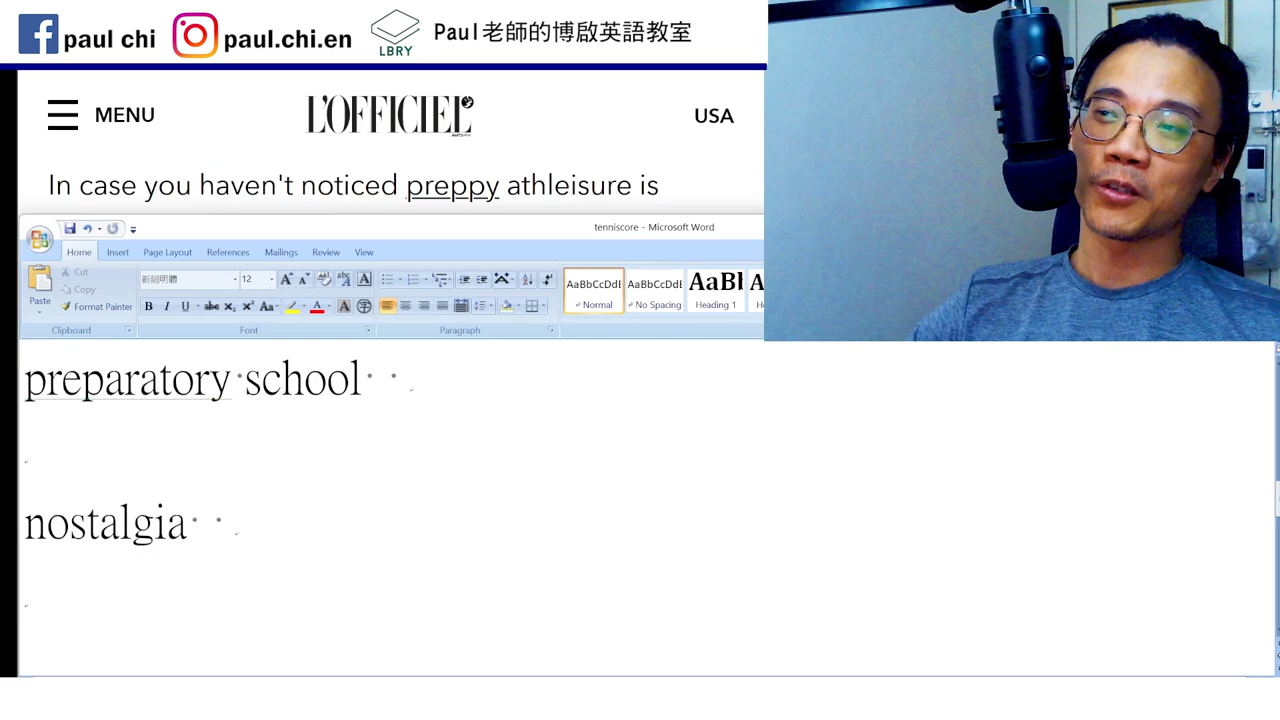 paul chi
paul.chi.en
LBRY
Paul老師的博啟英語教室
MENU
L'OFFICIEL
USA
In case you haven't noticed preppy athleisure is
tenniscore - Microsoft Word
Home Insert Page Layout References Mailings Review View
Paste
Cut
Copy
Format Painter
新細明體 12
AaBbCcDdE AaBbCcDdE AaBl
Normal No Spacing Heading 1
Clipboard Font Paragraph
preparatory school
nostalgia